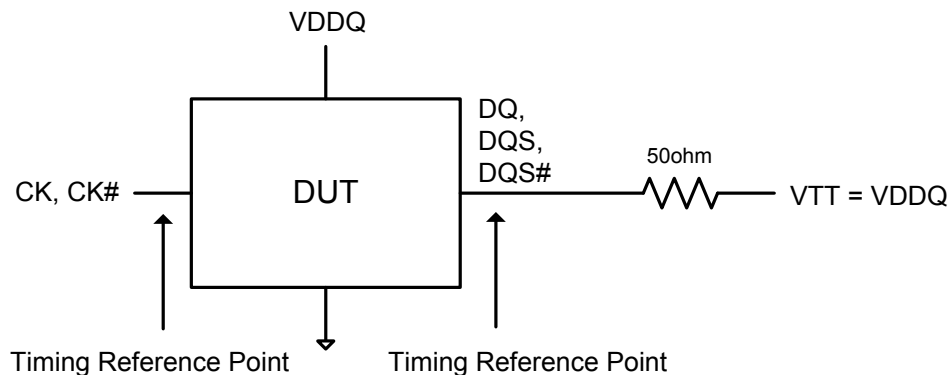 VDDQ
DQ,
DQS,
DQS#
50ohm
CK, CK#
DUT
VTT = VDDQ
Timing Reference Point
Timing Reference Point